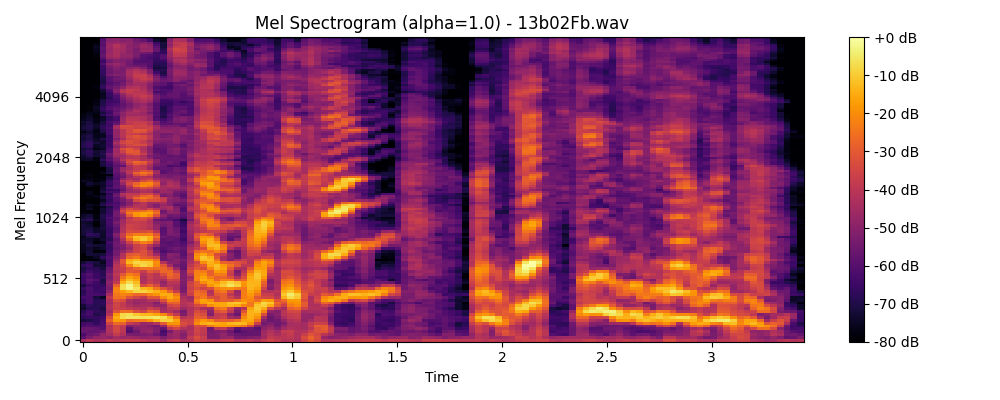 Mel Spectrogram (alpha=1.0) - 13b02Fb.wav
Mel Frequency
4096
2048
1024
512
0
0
0.5
1
1.5
2
2.5
3
Time
+0 dB
-10 dB
-20 dB
-30 dB
-40 dB
-50 dB
-60 dB
-70 dB
-80 dB